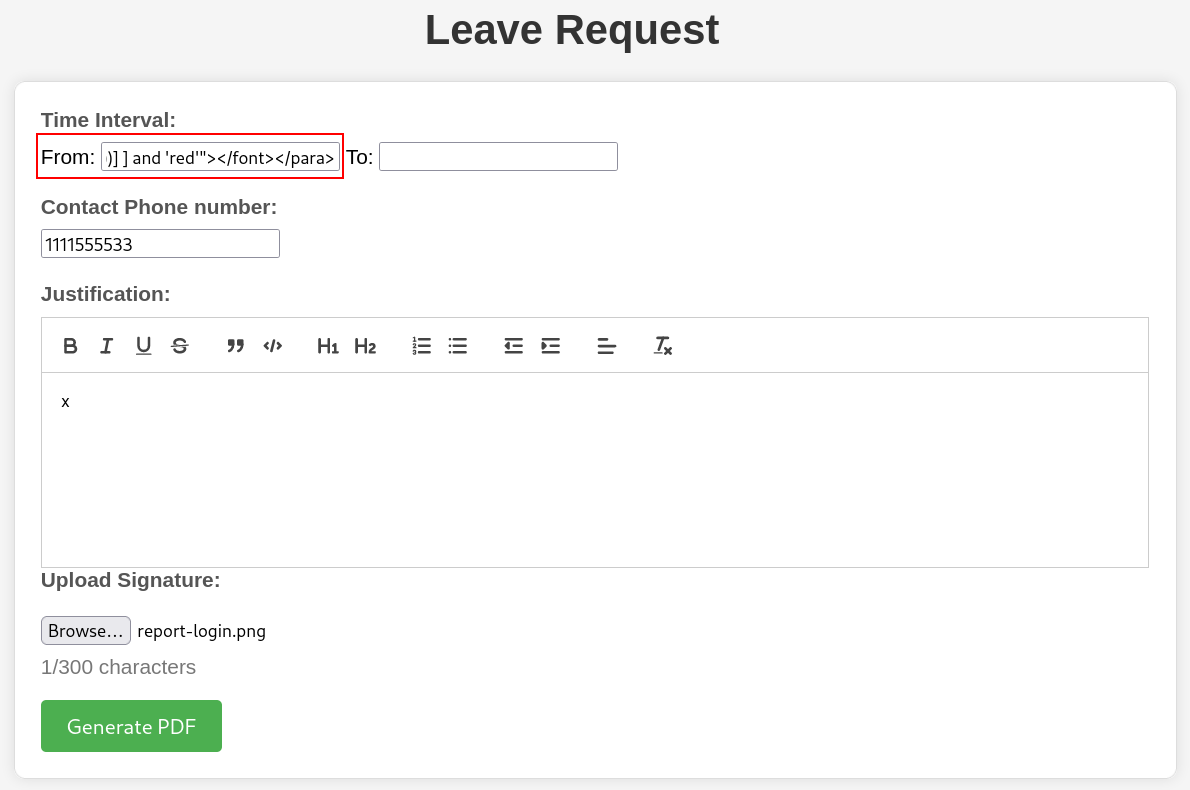 Leave Request
Time Interval:
From: )] ] and 'red'"></font></para> To:
Contact Phone number:
1111555533
Justification:
B I U S H1 H2
x
Upload Signature:
Browse... report-login.png
1/300 characters
Generate PDF